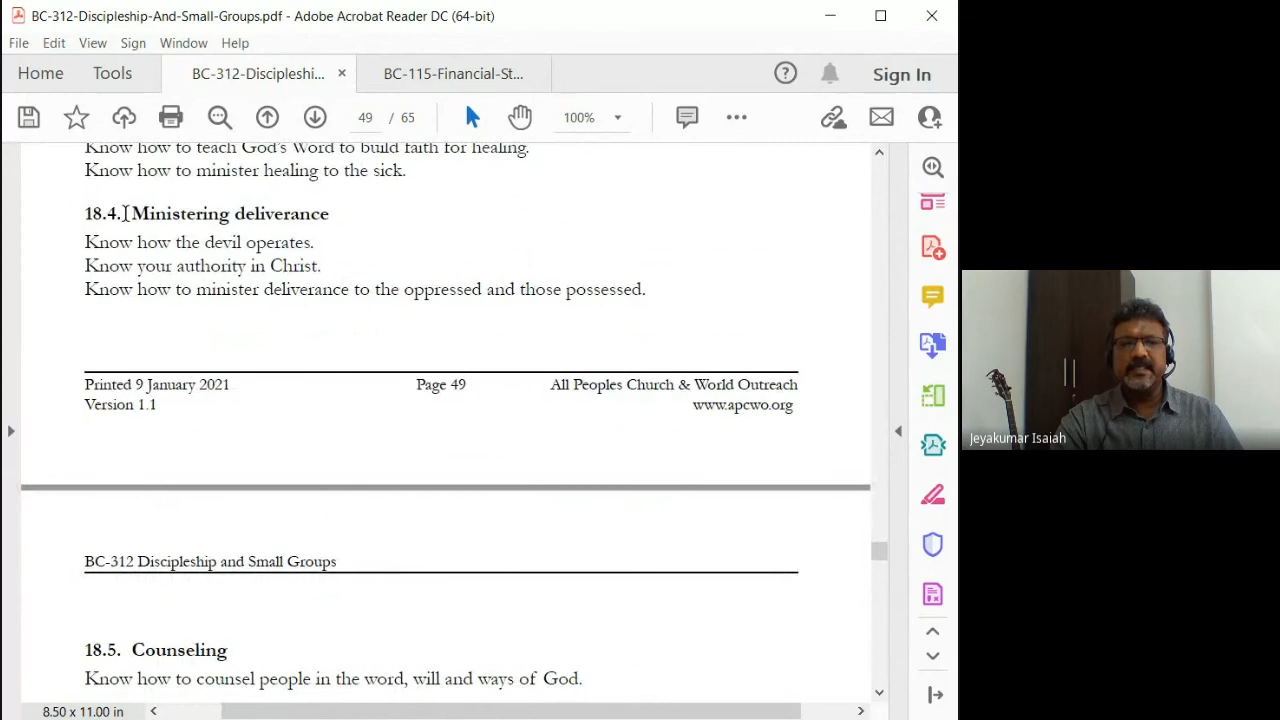 BC-312-Discipleship-And-Small-Groups.pdf - Adobe Acrobat Reader DC (64-bit)
File Edit View Sign Window Help
Home Tools BC-312-Discipleshi... × BC-115-Financial-St... ? Sign In
49 / 65 100%
Know how to teach God's Word to build faith for healing.
Know how to minister healing to the sick.
18.4. Ministering deliverance
Know how the devil operates.
Know your authority in Christ.
Know how to minister deliverance to the oppressed and those possessed.
Printed 9 January 2021 Page 49 All Peoples Church & World Outreach
Version 1.1 www.apcwo.org
Jeyakumar Isaiah
BC-312 Discipleship and Small Groups
18.5. Counseling
Know how to counsel people in the word, will and ways of God.
8.50 x 11.00 in